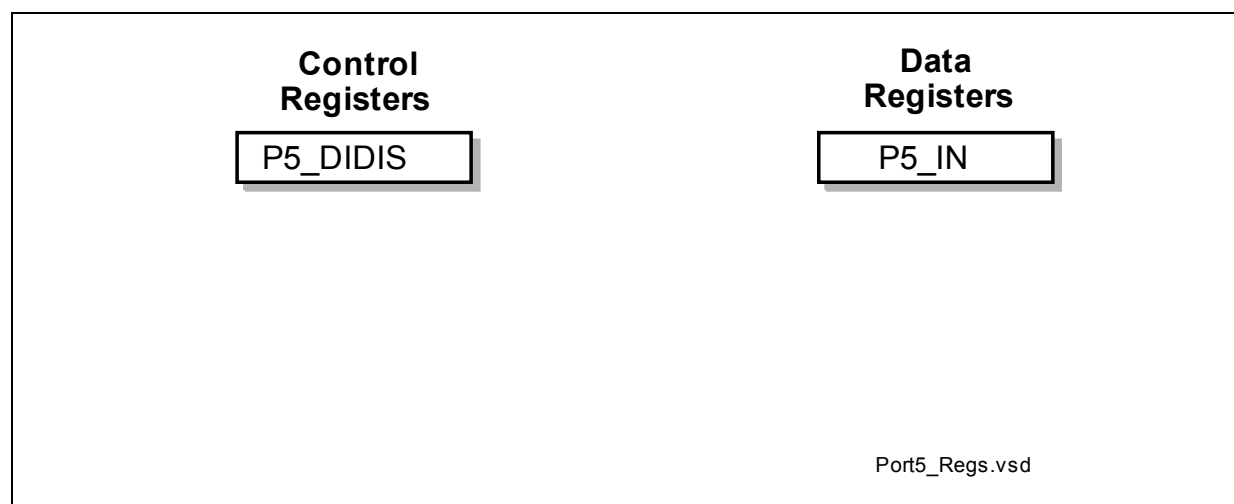 Control
Registers
P5_DIDIS
Data
Registers
P5_IN
Port5_Regs.vsd